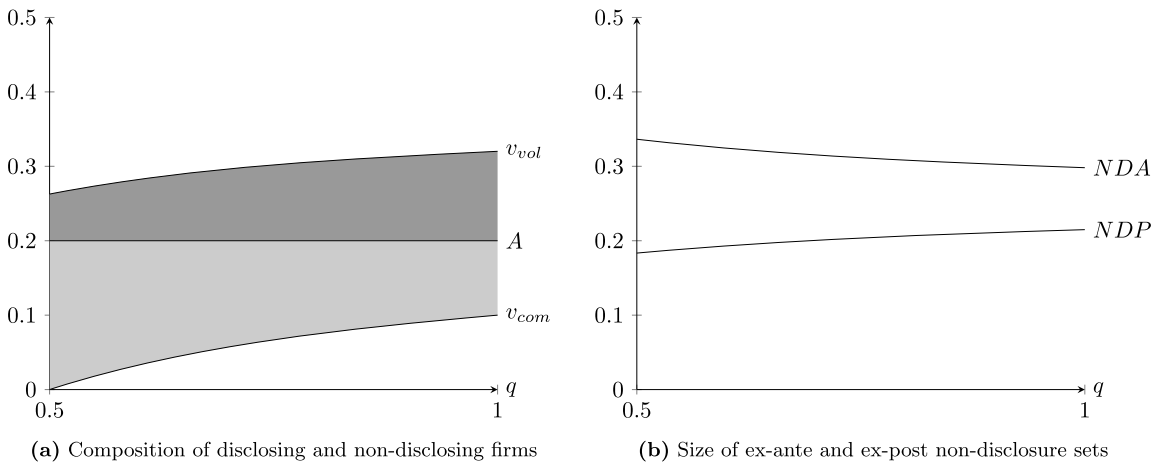 0.5
0.4
0.3
0.2
0.1
0
0.5
1
q
v_vol
A
v_com
(a) Composition of disclosing and non-disclosing firms
0.5
0.4
0.3
0.2
0.1
0
0.5
1
q
NDA
NDP
(b) Size of ex-ante and ex-post non-disclosure sets